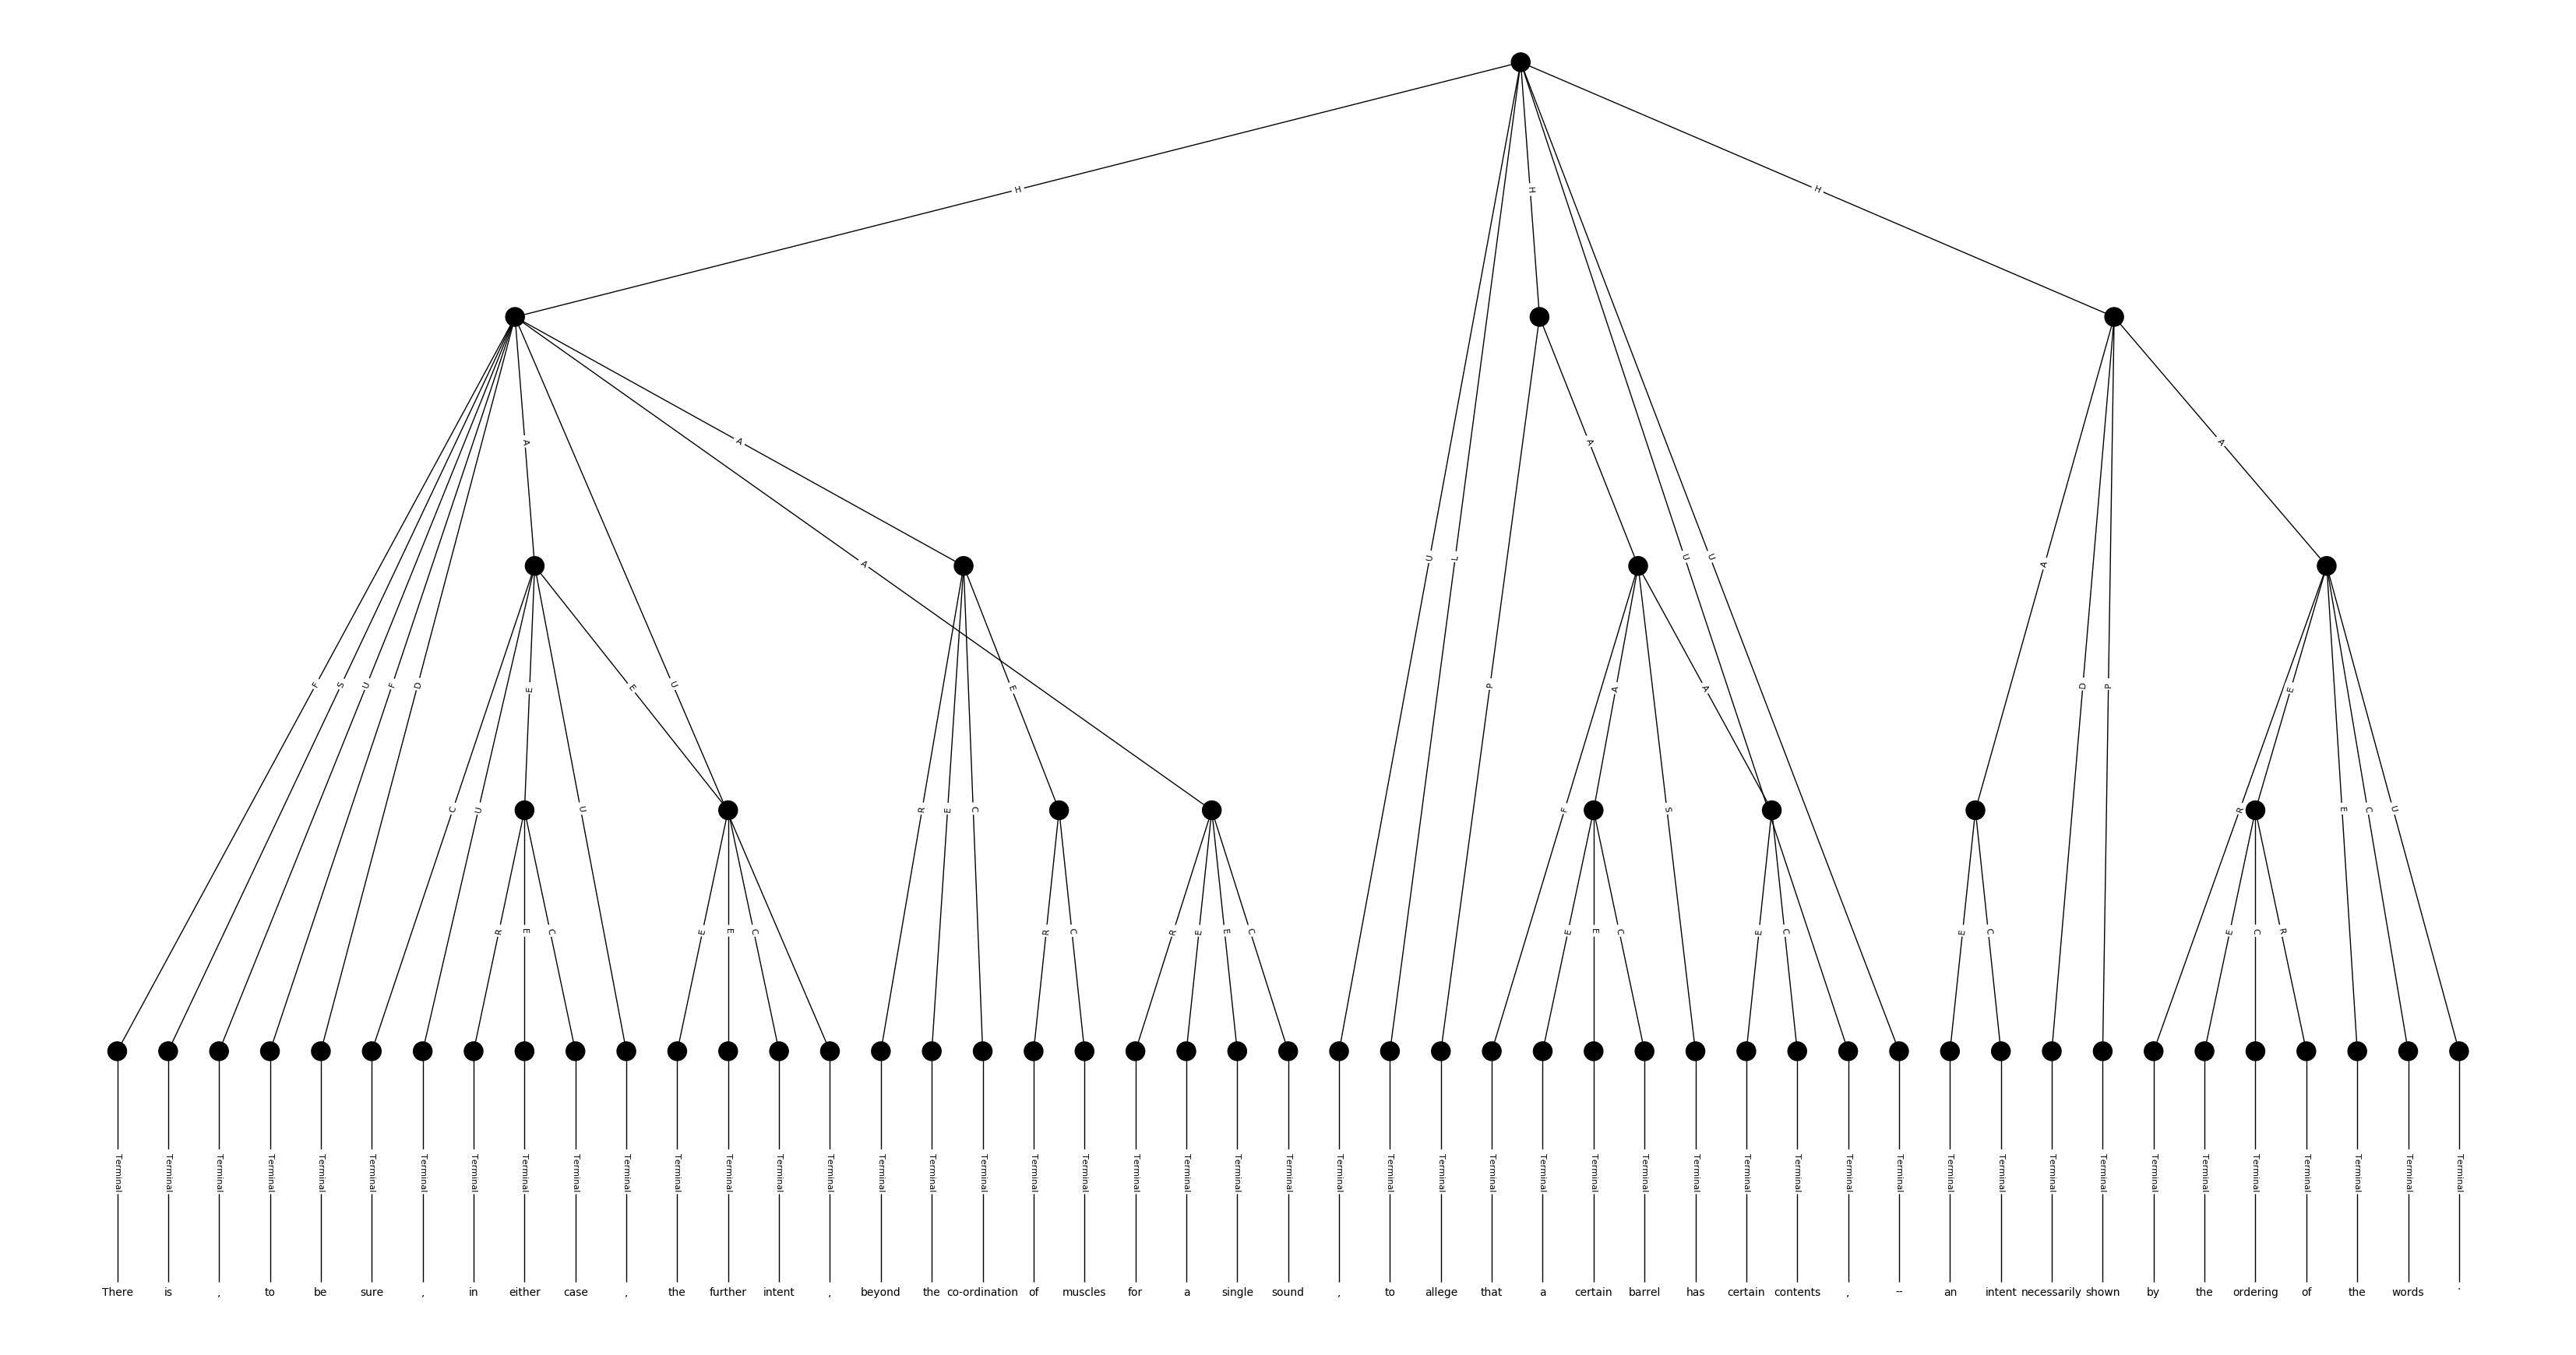 H H H
A A A A A
F S U F D E E U E U L P U U A D P E
C U U R E C F A S R E C U
R E C E E C R C R E E C E E C E C E C E C R
Terminal Terminal Terminal Terminal Terminal Terminal Terminal Terminal Terminal Terminal Terminal Terminal Terminal Terminal Terminal Terminal Terminal Terminal Terminal Terminal Terminal Terminal Terminal Terminal Terminal Terminal Terminal Terminal Terminal Terminal Terminal Terminal Terminal Terminal Terminal Terminal Terminal Terminal Terminal Terminal Terminal Terminal Terminal Terminal Terminal Terminal Terminal
There is , to be sure , in either case , the further intent , beyond the co-ordination of muscles for a single sound , to allege that a certain barrel has certain contents , -- an intent necessarily shown by the ordering of the words .